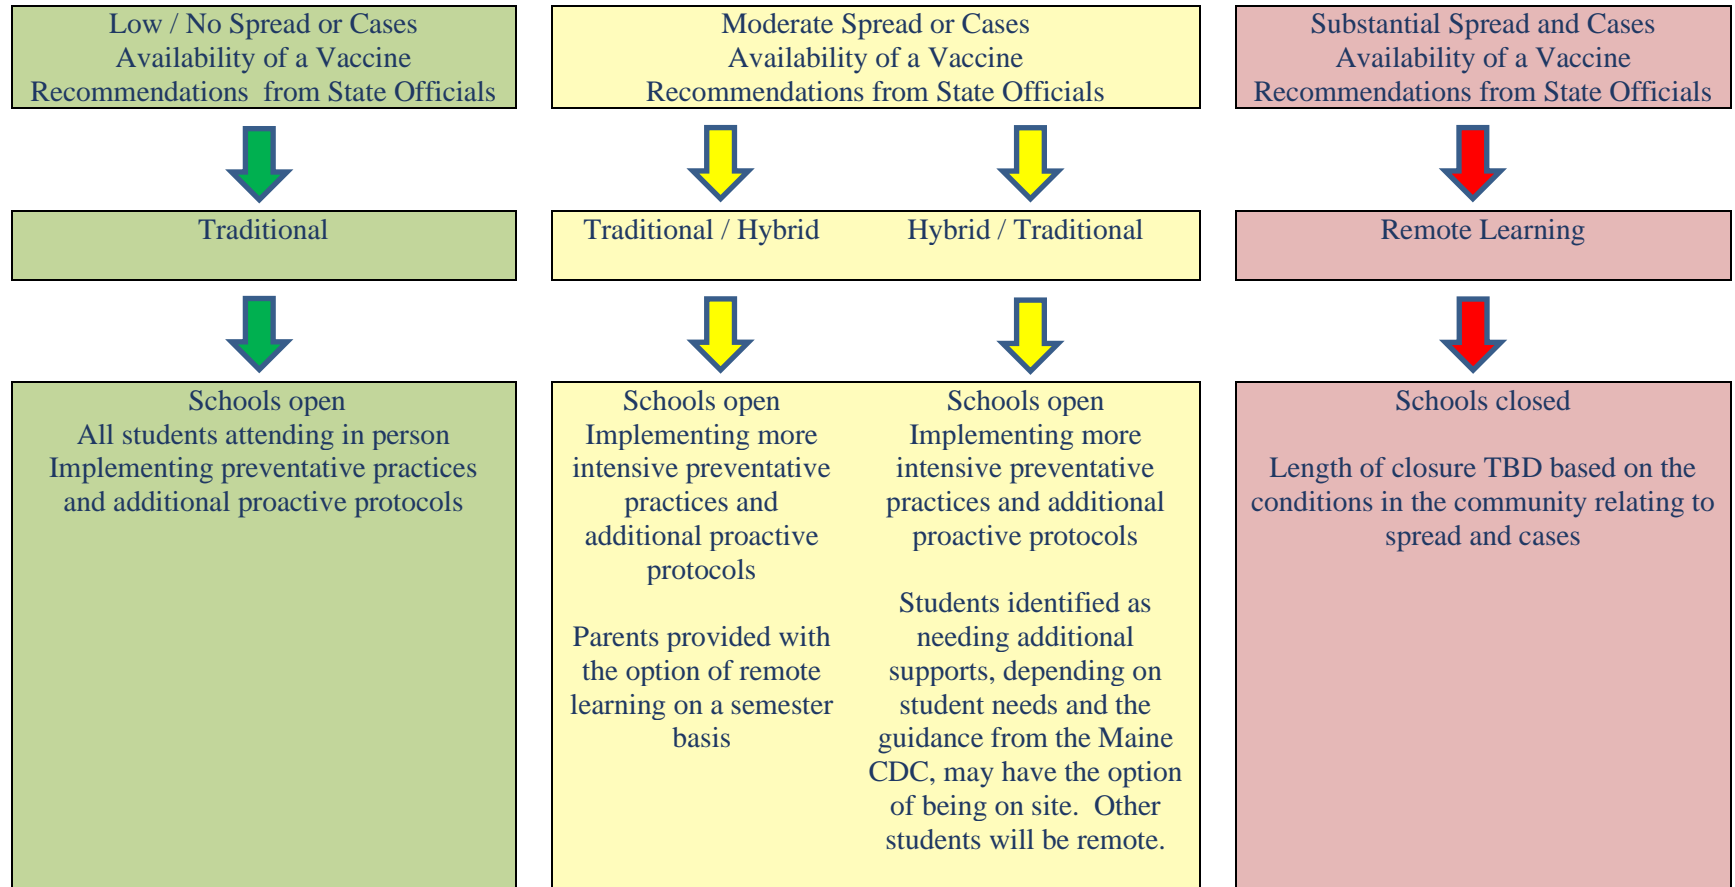 Low / No Spread or Cases
Availability of a Vaccine
Recommendations  from State Officials
Moderate Spread or Cases
Availability of a Vaccine
Recommendations from State Officials
Substantial Spread and Cases
Availability of a Vaccine
Recommendations from State Officials
Traditional
Traditional / Hybrid
Hybrid / Traditional
Remote Learning
Schools open
All students attending in person
Implementing preventative practices
and additional proactive protocols
Schools open
Implementing more
intensive preventative
practices and
additional proactive
protocols
Parents provided with
the option of remote
learning on a semester
basis
Schools open
Implementing more
intensive preventative
practices and additional
proactive protocols
Students identified as
needing additional
supports, depending on
student needs and the
guidance from the Maine
CDC, may have the option
of being on site.  Other
students will be remote.
Schools closed
Length of closure TBD based on the
conditions in the community relating to
spread and cases